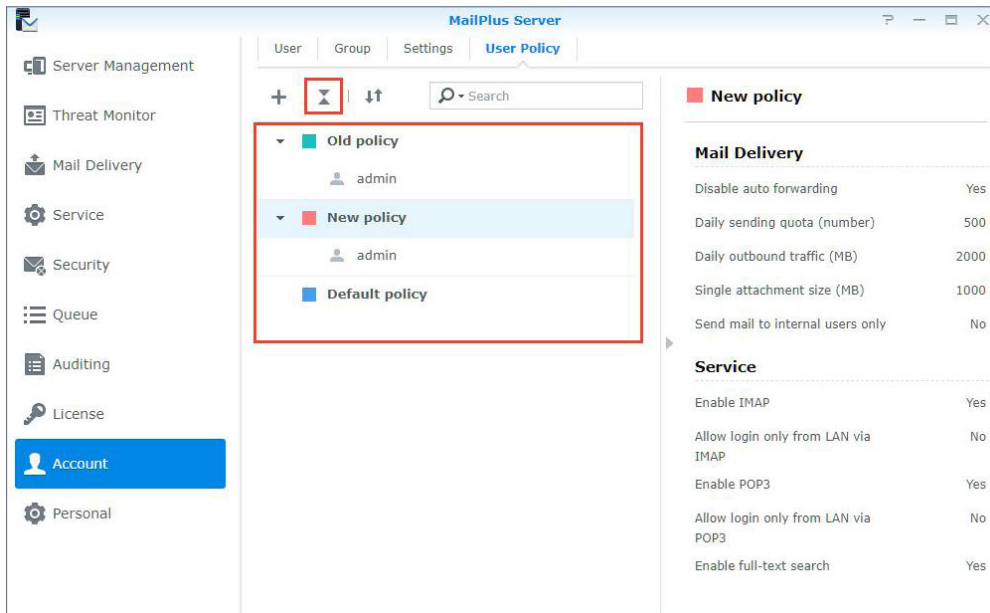 MailPlus Server
Server Management
Threat Monitor
Mail Delivery
Service
Security
Queue
Auditing
License
Account
Personal
User Group Settings User Policy
Search
Old policy
admin
New policy
admin
Default policy
New policy
Mail Delivery
Disable auto forwarding Yes
Daily sending quota (number) 500
Daily outbound traffic (MB) 2000
Single attachment size (MB) 1000
Send mail to internal users only No
Service
Enable IMAP Yes
Allow login only from LAN via No
IMAP
Enable POP3 Yes
Allow login only from LAN via No
POP3
Enable full-text search Yes